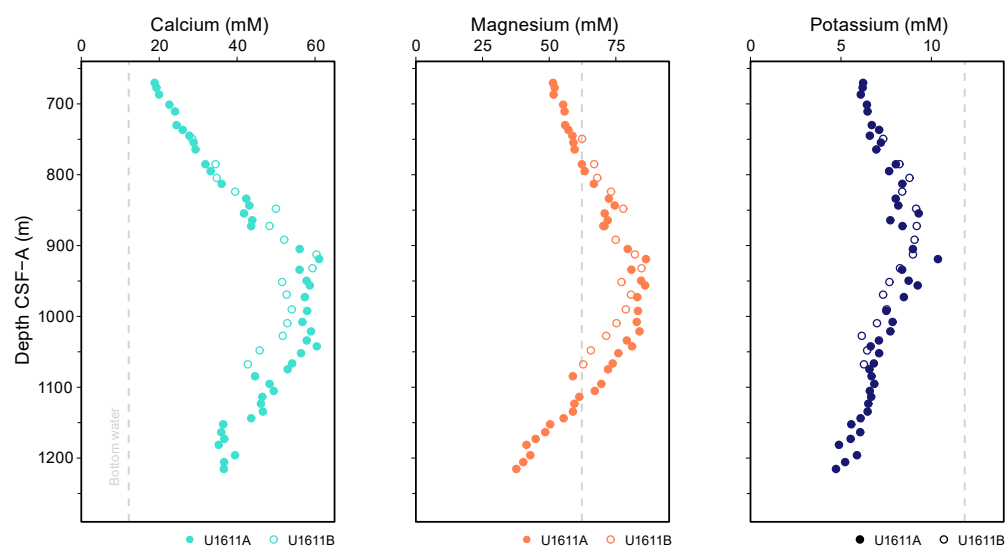 Calcium (mM) Magnesium (mM) Potassium (mM)
0 20 40 60 0 25 50 75 0 5 10
700
800
900
1000
1100
1200
Depth CSF−A (m)
Bottom water
U1611A U1611B U1611A U1611B U1611A U1611B